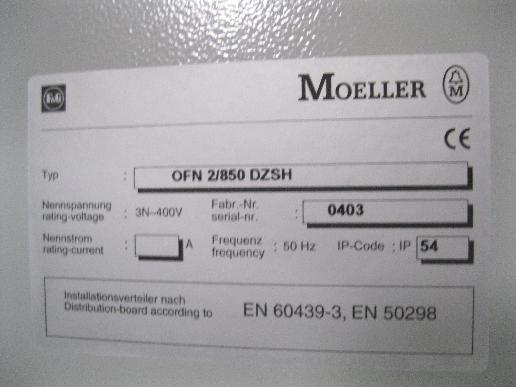 F&G
MOELLER
M
CE
Typ : OFN 2/850 DZSH
Nennspannung
rating-voltage : 3N~400V Fabr.-Nr.
serial-nr. : 0403
Nennstrom
rating-current : A Frequenz
frequency : 50 Hz IP-Code : IP 54
Installationsverteiler nach
Distribution-board according to EN 60439-3, EN 50298